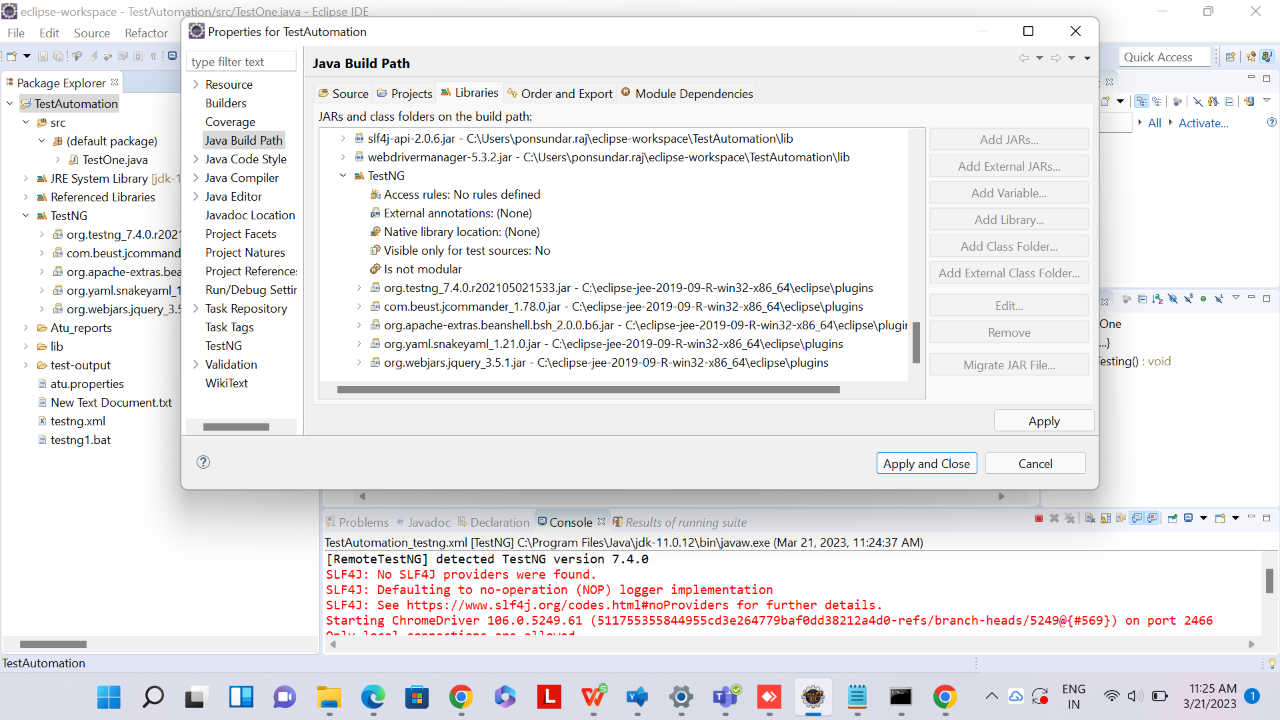 eclipse-workspace - TestAutomation/src/TestOne.java - Eclipse IDE
File Edit Source Refactor
Quick Access
Properties for TestAutomation
type filter text
Resource
Builders
Coverage
Java Build Path
Java Code Style
Java Compiler
Java Editor
Javadoc Location
Project Facets
Project Natures
Project References
Run/Debug Settin
Task Repository
Task Tags
TestNG
Validation
WikiText
Java Build Path
Source Projects Libraries Order and Export Module Dependencies
JARs and class folders on the build path:
slf4j-api-2.0.6.jar - C:\Users\ponsundar.raj\eclipse-workspace\TestAutomation\lib
webdrivermanager-5.3.2.jar - C:\Users\ponsundar.raj\eclipse-workspace\TestAutomation\lib
TestNG
Access rules: No rules defined
External annotations: (None)
Native library location: (None)
Visible only for test sources: No
Is not modular
org.testng_7.4.0.r202105021533.jar - C:\eclipse-jee-2019-09-R-win32-x86_64\eclipse\plugins
com.beust.jcommander_1.78.0.jar - C:\eclipse-jee-2019-09-R-win32-x86_64\eclipse\plugins
org.apache-extras.beanshell.bsh_2.0.0.b6.jar - C:\eclipse-jee-2019-09-R-win32-x86_64\eclipse\plugin
org.yaml.snakeyaml_1.21.0.jar - C:\eclipse-jee-2019-09-R-win32-x86_64\eclipse\plugins
org.webjars.jquery_3.5.1.jar - C:\eclipse-jee-2019-09-R-win32-x86_64\eclipse\plugins
Add JARs...
Add External JARs...
Add Variable...
Add Library...
Add Class Folder...
Add External Class Folder...
Edit...
Remove
Migrate JAR File...
Apply
? Apply and Close Cancel
Package Explorer
TestAutomation
src
(default package)
TestOne.java
JRE System Library [jdk-1
Referenced Libraries
TestNG
org.testng_7.4.0.r2021
com.beust.jcommand
org.apache-extras.bea
org.yaml.snakeyaml_1
org.webjars.jquery_3.5
Atu_reports
lib
test-output
atu.properties
New Text Document.txt
testng.xml
testng1.bat
All Activate...
One
...}
esting() : void
Problems Javadoc Declaration Console Results of running suite
TestAutomation_testng.xml [TestNG] C:\Program Files\Java\jdk-11.0.12\bin\javaw.exe (Mar 21, 2023, 11:24:37 AM)
[RemoteTestNG] detected TestNG version 7.4.0
SLF4J: No SLF4J providers were found.
SLF4J: Defaulting to no-operation (NOP) logger implementation
SLF4J: See https://www.slf4j.org/codes.html#noProviders for further details.
Starting ChromeDriver 106.0.5249.61 (511755355844955cd3e264779baf0dd38212a4d0-refs/branch-heads/5249@{#569}) on port 2466
Only local connections are allowed
TestAutomation
ENG
IN
11:25 AM
3/21/2023
1